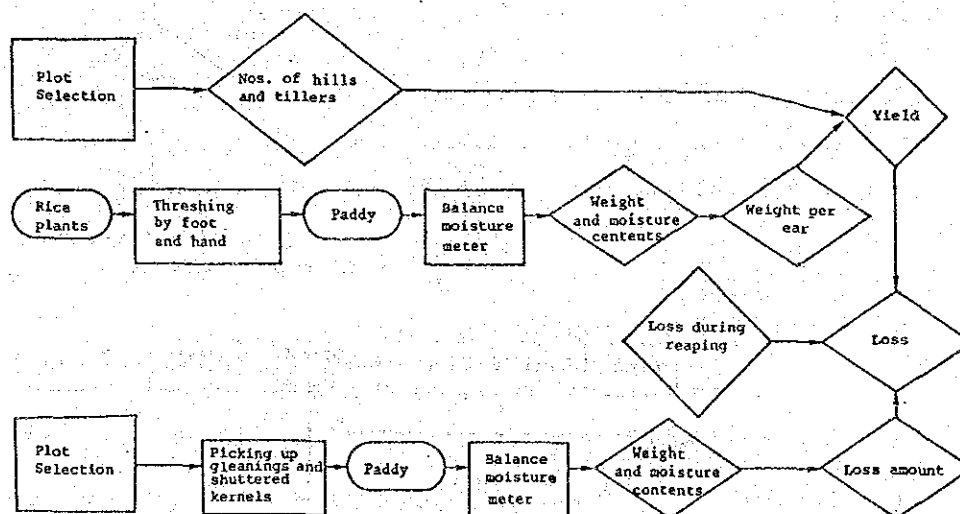 Plot
Selection
Nos. of hills
and tillers
Yield
Rice
plants
Threshing
by foot
and hand
Paddy
Balance
moisture
meter
Weight
and moisture
centents
Weight per
ear
Loss during
reaping
Loss
Plot
Selection
Picking up
gleanings and
shuttered
kernels
Paddy
Balance
moisture
meter
Weight
and moisture
contents
Loss amount